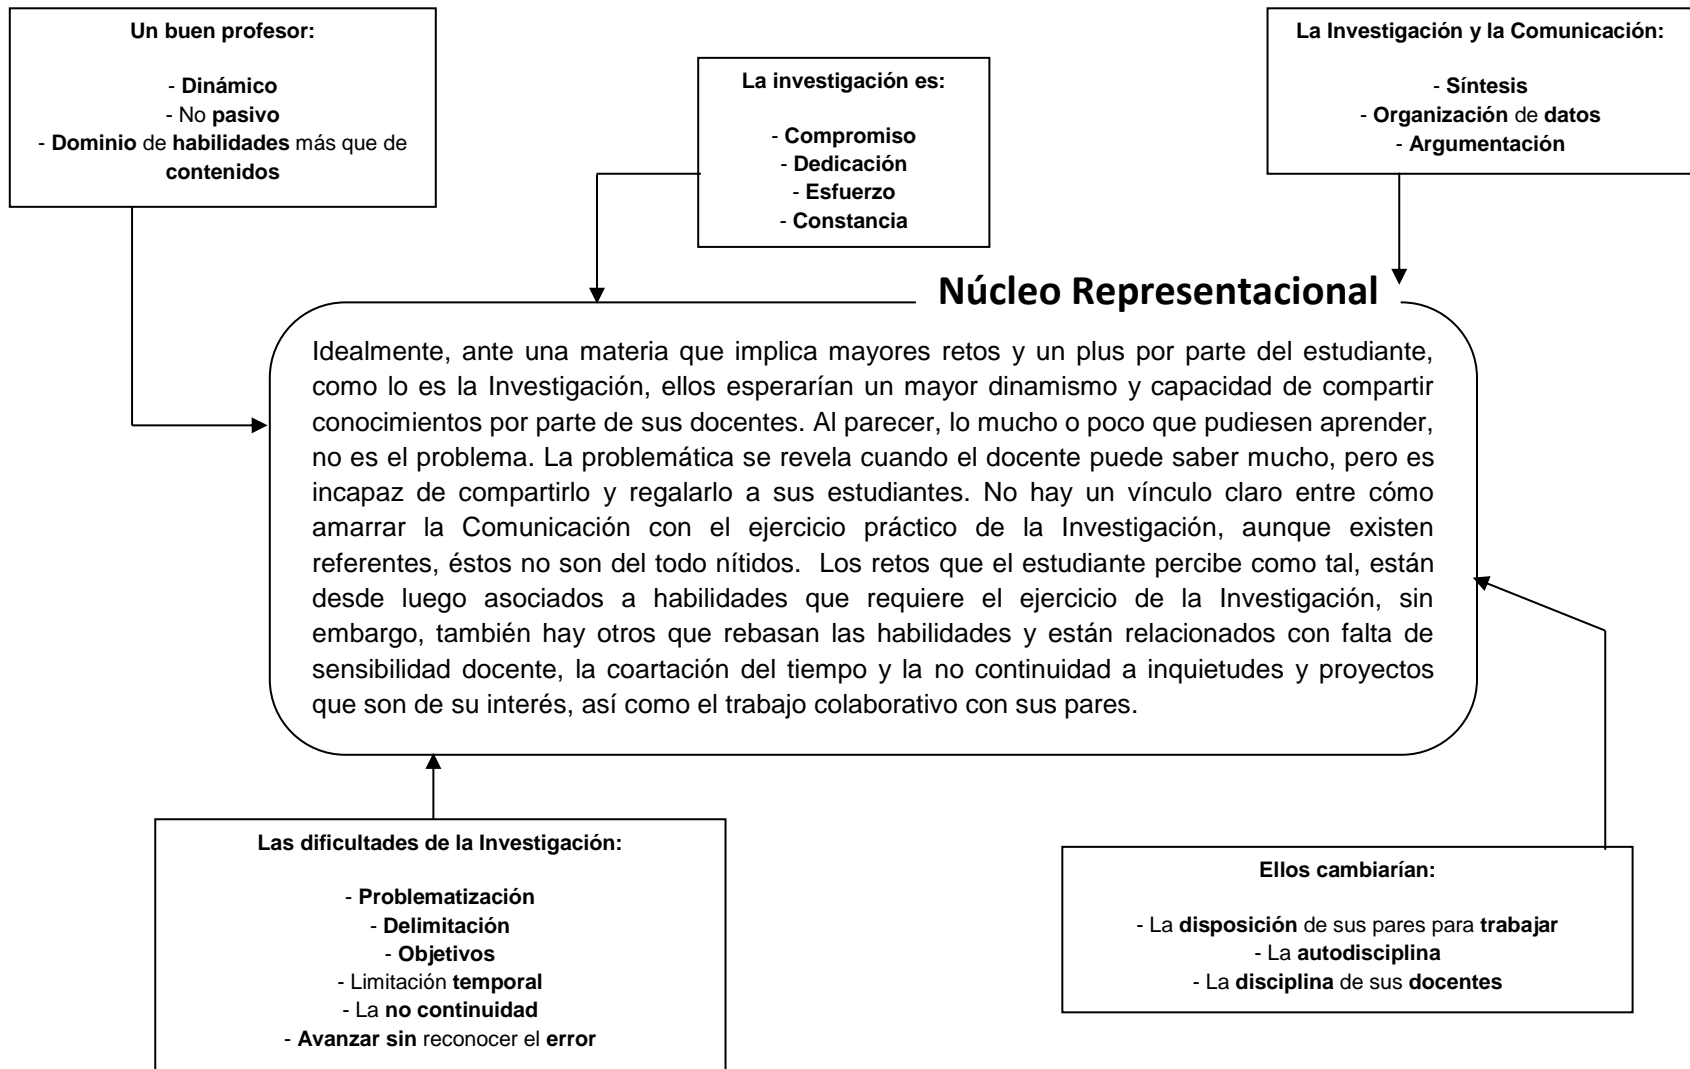 Un buen profesor:
- Dinámico
- No pasivo
- Dominio de habilidades más que de
contenidos
La investigación es:
- Compromiso
- Dedicación
- Esfuerzo
- Constancia
La Investigación y la Comunicación:
- Síntesis
- Organización de datos
- Argumentación
Núcleo Representacional
Idealmente, ante una materia que implica mayores retos y un plus por parte del estudiante,
como lo es la Investigación, ellos esperarían un mayor dinamismo y capacidad de compartir
conocimientos por parte de sus docentes. Al parecer, lo mucho o poco que pudiesen aprender,
no es el problema. La problemática se revela cuando el docente puede saber mucho, pero es
incapaz de compartirlo y regalarlo a sus estudiantes. No hay un vínculo claro entre cómo
amarrar la Comunicación con el ejercicio práctico de la Investigación, aunque existen
referentes, éstos no son del todo nítidos. Los retos que el estudiante percibe como tal, están
desde luego asociados a habilidades que requiere el ejercicio de la Investigación, sin
embargo, también hay otros que rebasan las habilidades y están relacionados con falta de
sensibilidad docente, la coartación del tiempo y la no continuidad a inquietudes y proyectos
que son de su interés, así como el trabajo colaborativo con sus pares.
Las dificultades de la Investigación:
- Problematización
- Delimitación
- Objetivos
- Limitación temporal
- La no continuidad
- Avanzar sin reconocer el error
Ellos cambiarían:
- La disposición de sus pares para trabajar
- La autodisciplina
- La disciplina de sus docentes